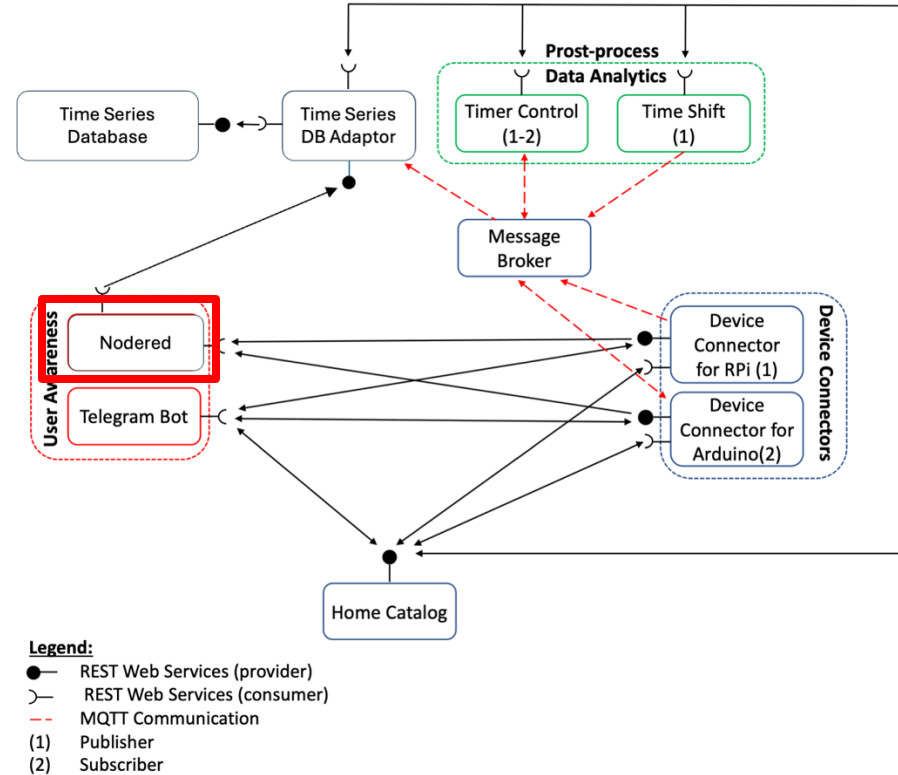 Prost-process
Data Analytics
Time Series
Database
Time Series
DB Adaptor
Timer Control
(1-2)
Time Shift
(1)
Message
Broker
User Awareness
Nodered
Telegram Bot
Device
Connector
for RPi (1)
Device
Connector for
Arduino(2)
Device Connectors
Home Catalog
Legend:
REST Web Services (provider)
REST Web Services (consumer)
MQTT Communication
(1) Publisher
(2) Subscriber